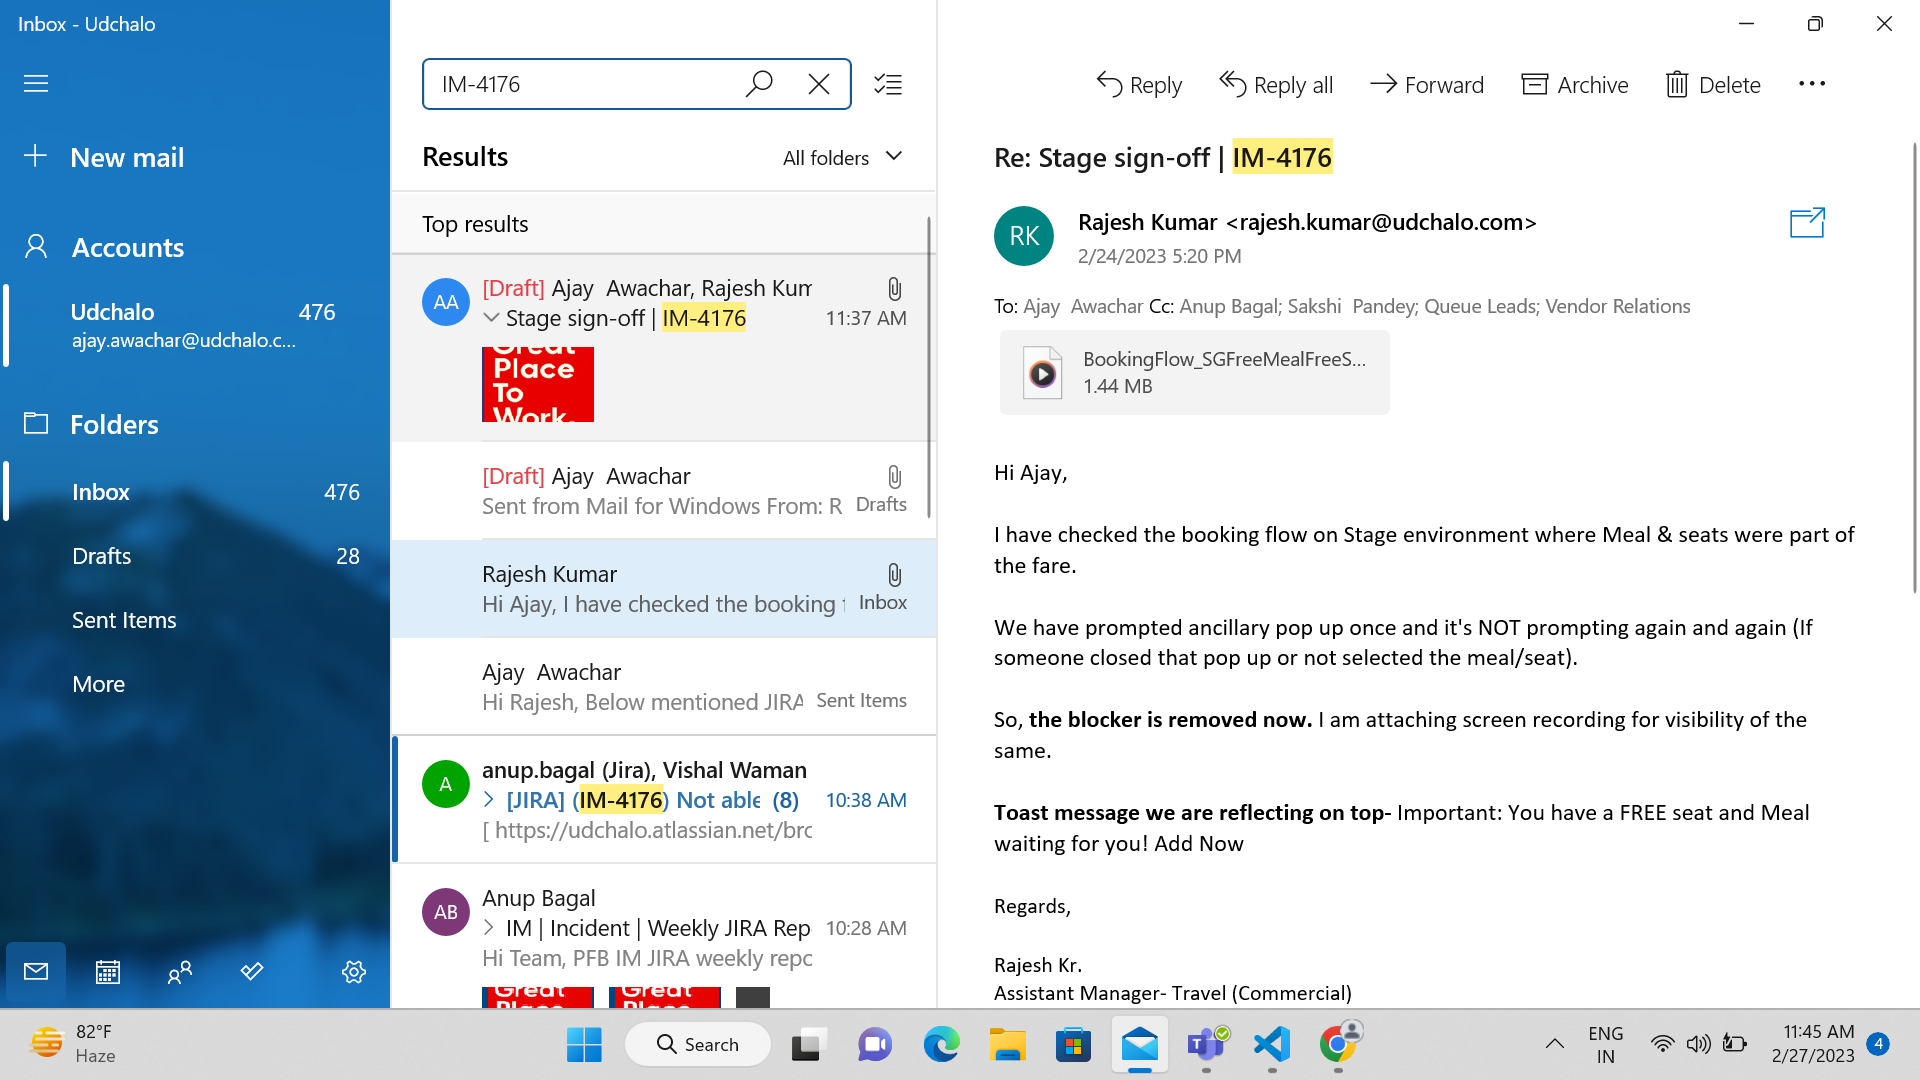 Inbox - Udchalo
New mail
Accounts
Udchalo 476
ajay.awachar@udchalo.c...
Folders
Inbox 476
Drafts 28
Sent Items
More
IM-4176
Results All folders
Top results
AA
[Draft] Ajay Awachar, Rajesh Kum
Stage sign-off | IM-4176 11:37 AM
Great
Place
To
Work.
[Draft] Ajay Awachar
Sent from Mail for Windows From: R Drafts
Rajesh Kumar
Hi Ajay, I have checked the booking f Inbox
Ajay Awachar
Hi Rajesh, Below mentioned JIRA Sent Items
A
anup.bagal (Jira), Vishal Waman
[JIRA] (IM-4176) Not able (8) 10:38 AM
[ https://udchalo.atlassian.net/brc
AB
Anup Bagal
IM | Incident | Weekly JIRA Rep 10:28 AM
Hi Team, PFB IM JIRA weekly repc
Great Great
Place Place
Reply Reply all Forward Archive Delete
Re: Stage sign-off | IM-4176
RK
Rajesh Kumar <rajesh.kumar@udchalo.com>
2/24/2023 5:20 PM
To: Ajay Awachar Cc: Anup Bagal; Sakshi Pandey; Queue Leads; Vendor Relations
BookingFlow_SGFreeMealFreeS...
1.44 MB
Hi Ajay,
I have checked the booking flow on Stage environment where Meal & seats were part of
the fare.
We have prompted ancillary pop up once and it's NOT prompting again and again (If
someone closed that pop up or not selected the meal/seat).
So, the blocker is removed now. I am attaching screen recording for visibility of the
same.
Toast message we are reflecting on top- Important: You have a FREE seat and Meal
waiting for you! Add Now
Regards,
Rajesh Kr.
Assistant Manager- Travel (Commercial)
82°F
Haze
Search
ENG
IN
11:45 AM
2/27/2023
4